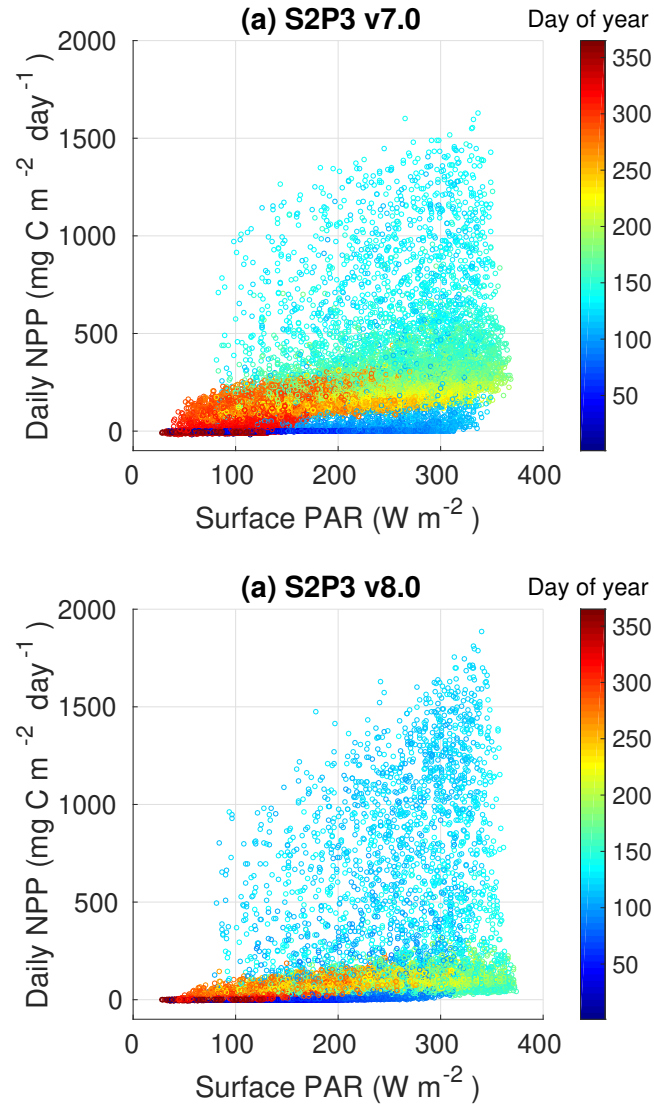 (a) S2P3 v7.0
Day of year
2000
1500
1000
500
0
Daily NPP (mg C m⁻² day⁻¹)
0 100 200 300 400
Surface PAR (W m⁻²)
350
300
250
200
150
100
50
(a) S2P3 v8.0
Day of year
2000
1500
1000
500
0
Daily NPP (mg C m⁻² day⁻¹)
0 100 200 300 400
Surface PAR (W m⁻²)
350
300
250
200
150
100
50